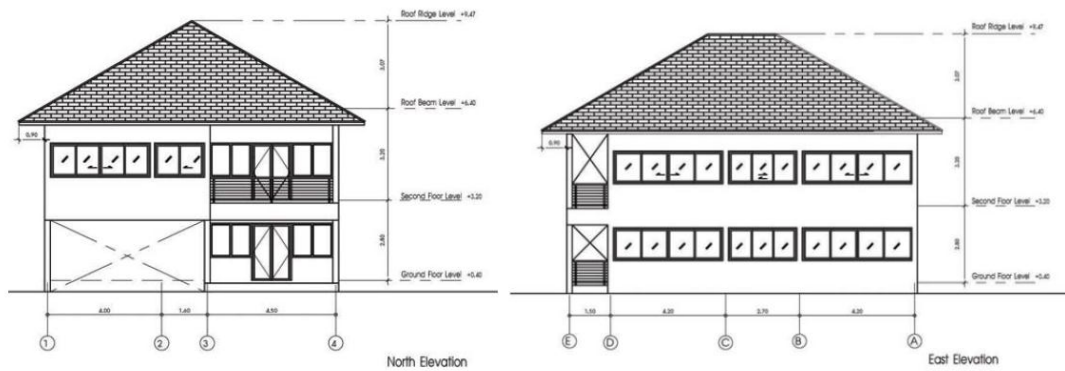 Roof Ridge Level +9.47
3.07
Roof Beam Level +6.40
0.90
3.20
Second Floor Level +3.20
2.80
Ground Floor Level +0.40
4.00
1.60
4.50
1
2
3
4
North Elevation
Roof Ridge Level +9.47
3.07
Roof Beam Level +6.40
0.90
3.20
Second Floor Level +3.20
2.80
Ground Floor Level +0.40
1.50
4.20
2.70
4.20
E
D
C
B
A
East Elevation